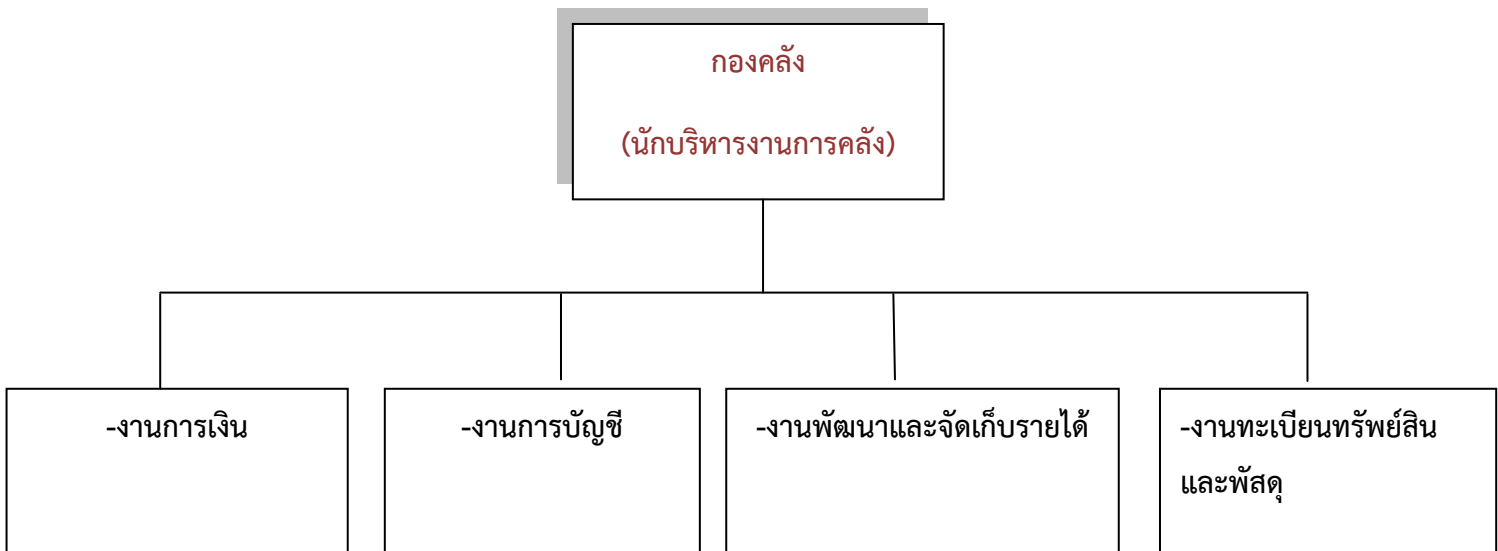 กองคลัง
(นักบริหารงานการคลัง)
-งานการเงิน
-งานการบัญชี
-งานพัฒนาและจัดเก็บรายได้
-งานทะเบียนทรัพย์สิน
และพัสดุ